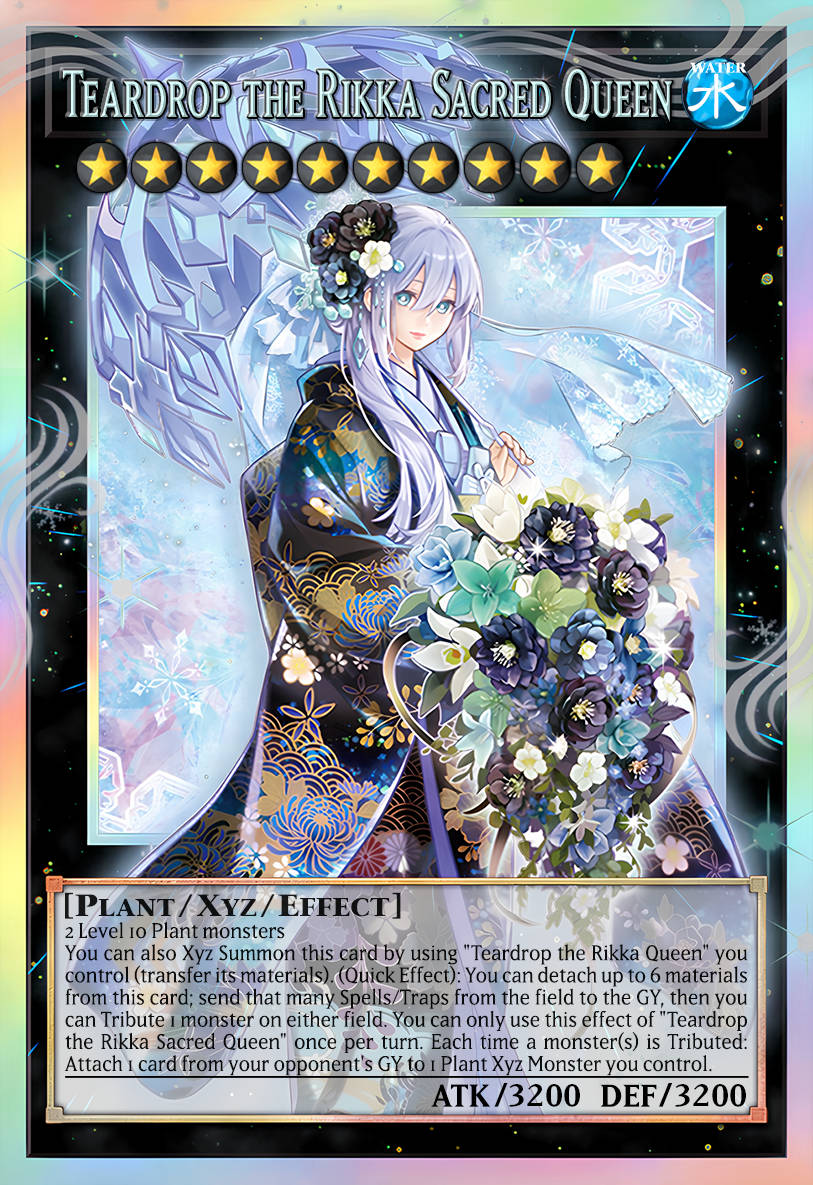 TEARDROP THE RIKKA SACRED QUEEN
WATER
水
[PLANT/XYZ/EFFECT]
2 Level 10 Plant monsters
You can also Xyz Summon this card by using "Teardrop the Rikka Queen" you
control (transfer its materials). (Quick Effect): You can detach up to 6 materials
from this card; send that many Spells/Traps from the field to the GY, then you
can Tribute 1 monster on either field. You can only use this effect of "Teardrop
the Rikka Sacred Queen" once per turn. Each time a monster(s) is Tributed:
Attach 1 card from your opponent's GY to 1 Plant Xyz Monster you control.
ATK/3200 DEF/3200